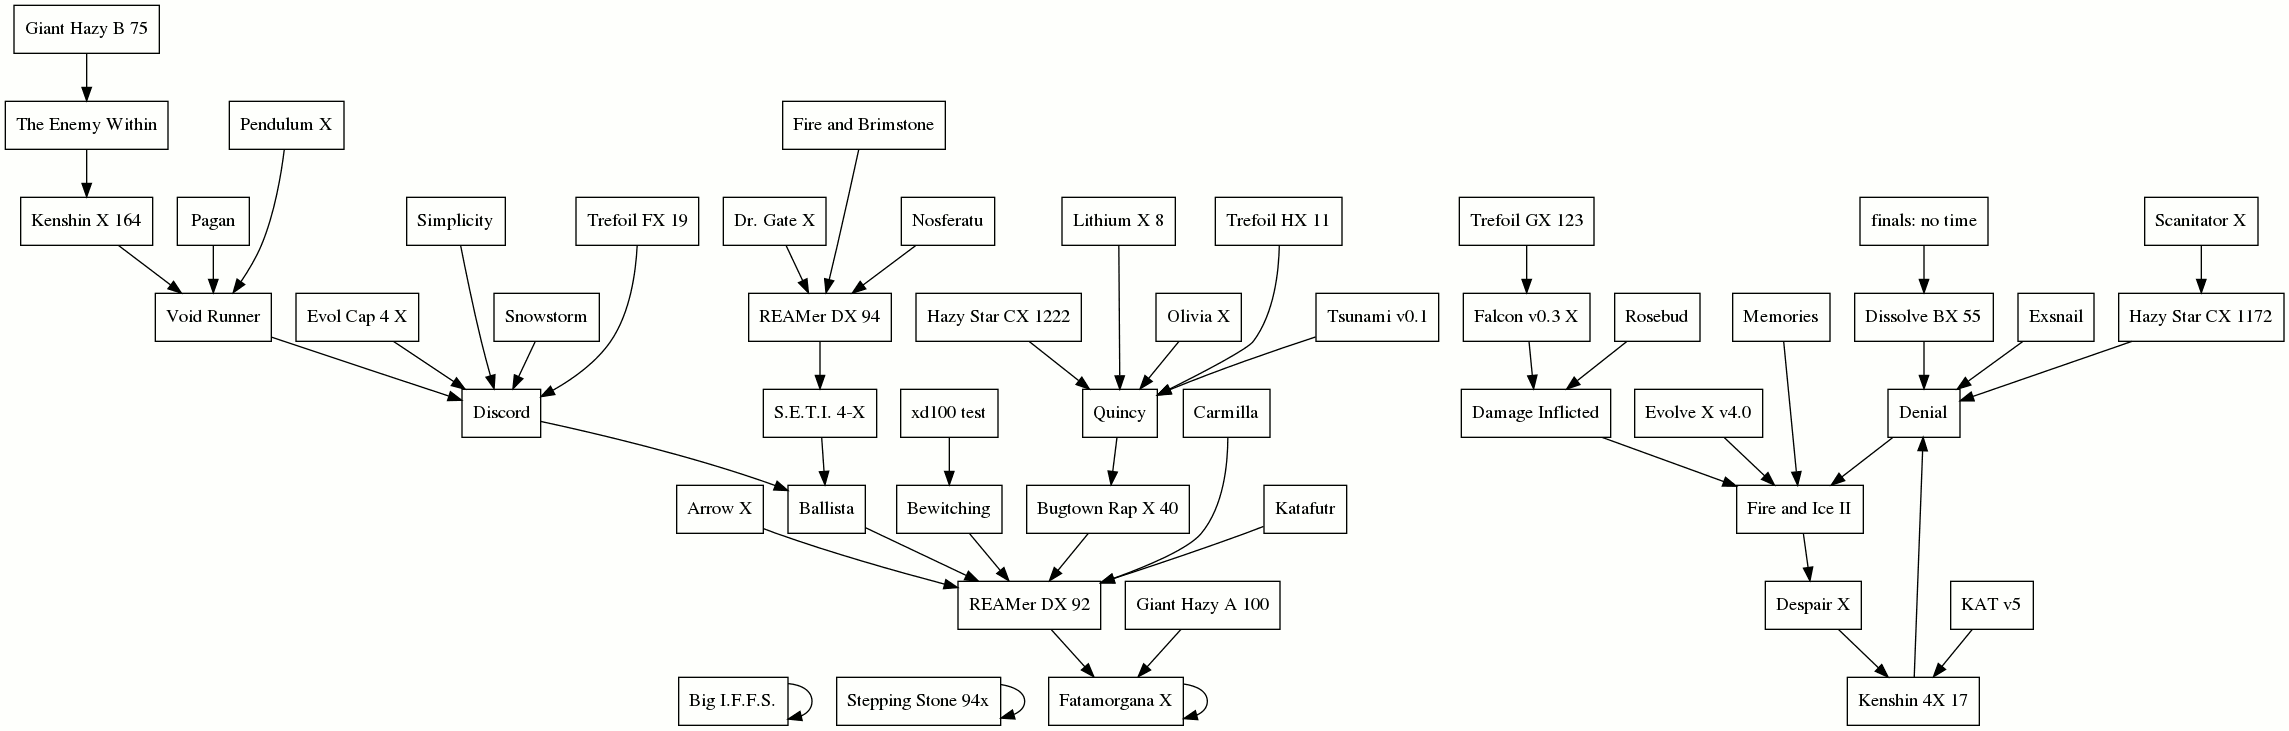 Giant Hazy B 75
The Enemy Within
Pendulum X
Fire and Brimstone
Kenshin X 164
Pagan
Simplicity
Trefoil FX 19
Dr. Gate X
Nosferatu
Lithium X 8
Trefoil HX 11
Trefoil GX 123
finals: no time
Scanitator X
Void Runner
Evol Cap 4 X
Snowstorm
REAMer DX 94
Hazy Star CX 1222
Olivia X
Tsunami v0.1
Falcon v0.3 X
Rosebud
Memories
Dissolve BX 55
Exsnail
Hazy Star CX 1172
Discord
S.E.T.I. 4-X
xd100 test
Quincy
Carmilla
Damage Inflicted
Evolve X v4.0
Denial
Arrow X
Ballista
Bewitching
Bugtown Rap X 40
Katafutr
Fire and Ice II
REAMer DX 92
Giant Hazy A 100
Despair X
KAT v5
Big I.F.F.S.
Stepping Stone 94x
Fatamorgana X
Kenshin 4X 17